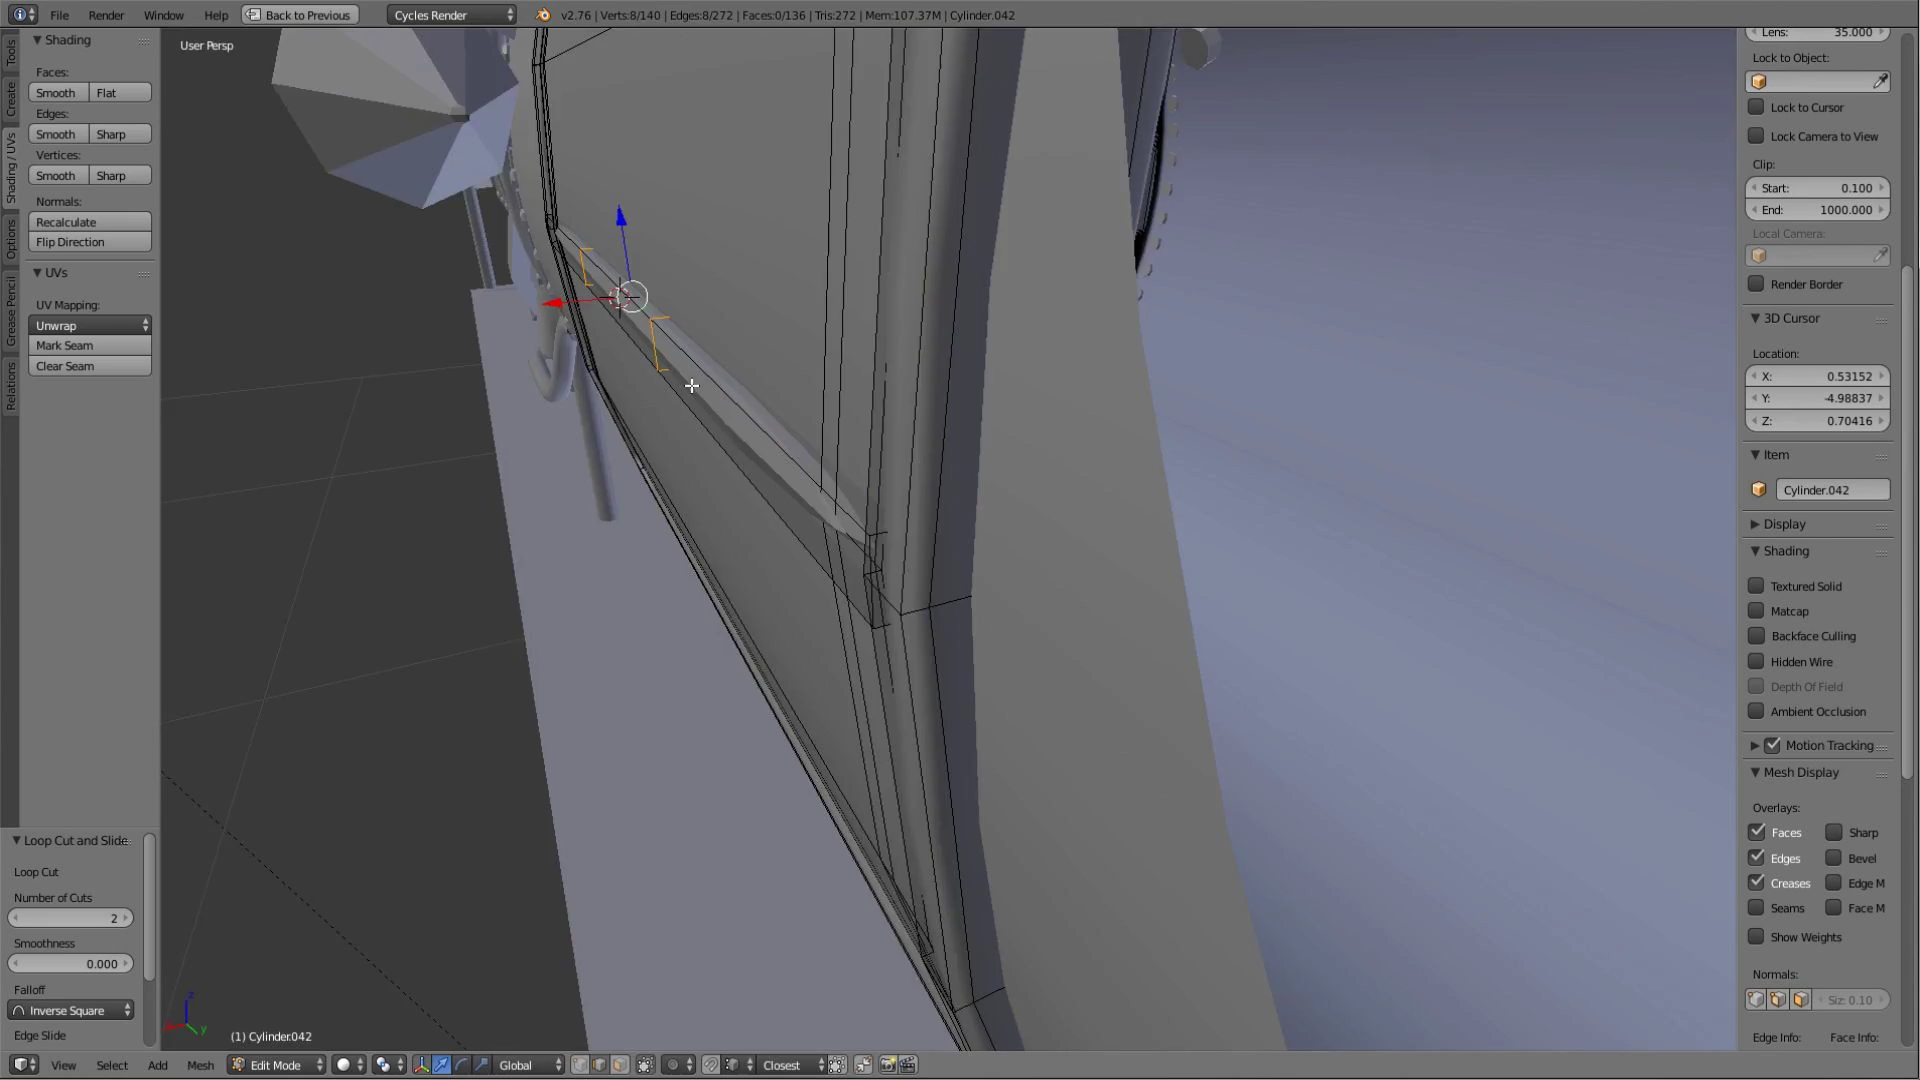 File Render Window Help Back to Previous Cycles Render v2.76 | Verts:8/140 | Edges:8/272 | Faces:0/136 | Tris:272 | Mem:107.37M | Cylinder.042
Tools
Create
Shading / UVs
Options
Grease Pencil
Relations
Shading
Faces:
Smooth Flat
Edges:
Smooth Sharp
Vertices:
Smooth Sharp
Normals:
Recalculate
Flip Direction
UVs
UV Mapping:
Unwrap
Mark Seam
Clear Seam
Loop Cut and Slide
Loop Cut
Number of Cuts
2
Smoothness
0.000
Falloff
Inverse Square
Edge Slide
User Persp
z
y
(1) Cylinder.042
View Select Add Mesh Edit Mode Global Closest
Lens: 35.000
Lock to Object:
Lock to Cursor
Lock Camera to View
Clip:
Start: 0.100
End: 1000.000
Local Camera:
Render Border
3D Cursor
Location:
X: 0.53152
Y: -4.98837
Z: 0.70416
Item
Cylinder.042
Display
Shading
Textured Solid
Matcap
Backface Culling
Hidden Wire
Depth Of Field
Ambient Occlusion
Motion Tracking
Mesh Display
Overlays:
Faces Sharp
Edges Bevel
Creases Edge M
Seams Face M
Show Weights
Normals:
Siz: 0.10
Edge Info: Face Info: